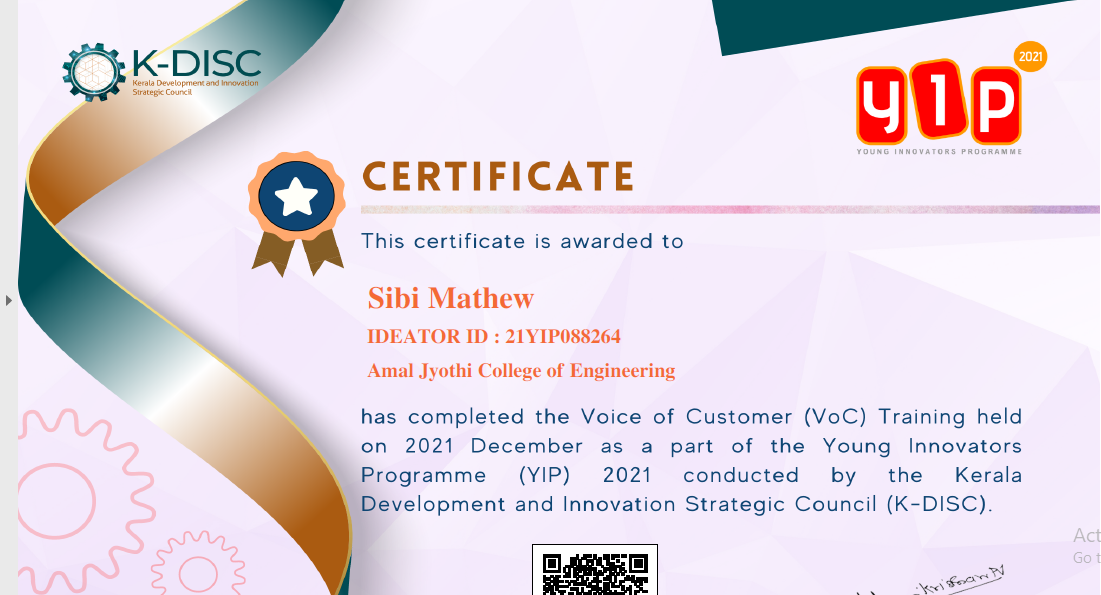 K-DISC
Kerala Development and Innovation
Strategic Council
2021
yip
YOUNG INNOVATORS PROGRAMME
CERTIFICATE
This certificate is awarded to
Sibi Mathew
IDEATOR ID : 21YIP088264
Amal Jyothi College of Engineering
has completed the Voice of Customer (VoC) Training held
on 2021 December as a part of the Young Innovators
Programme (YIP) 2021 conducted by the Kerala
Development and Innovation Strategic Council (K-DISC).
Go t